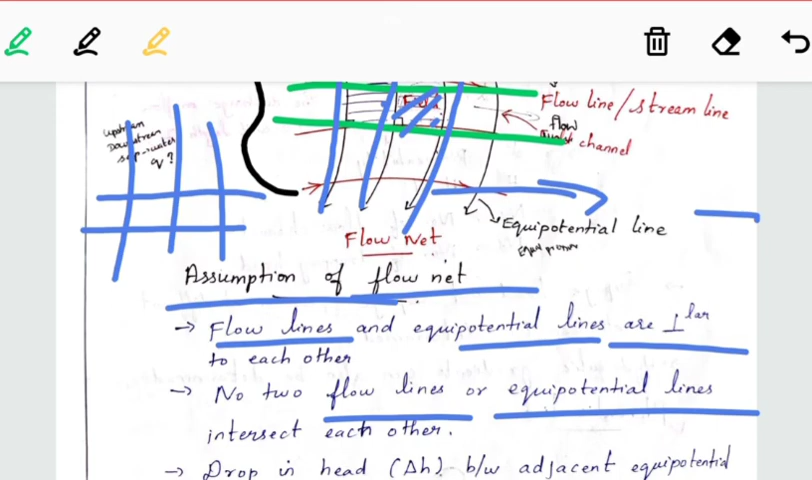 Flow line/stream line
flow
channel
Field
upstream
Downstream
q?
Equipotential line
Flow Net
Assumption of flow net
→ Flow lines and equipotential lines are ⊥lar
to each other
→ No two flow lines or equipotential lines
intersect each other.
→ Drop in head (Δh) b/w adjacent equipotential